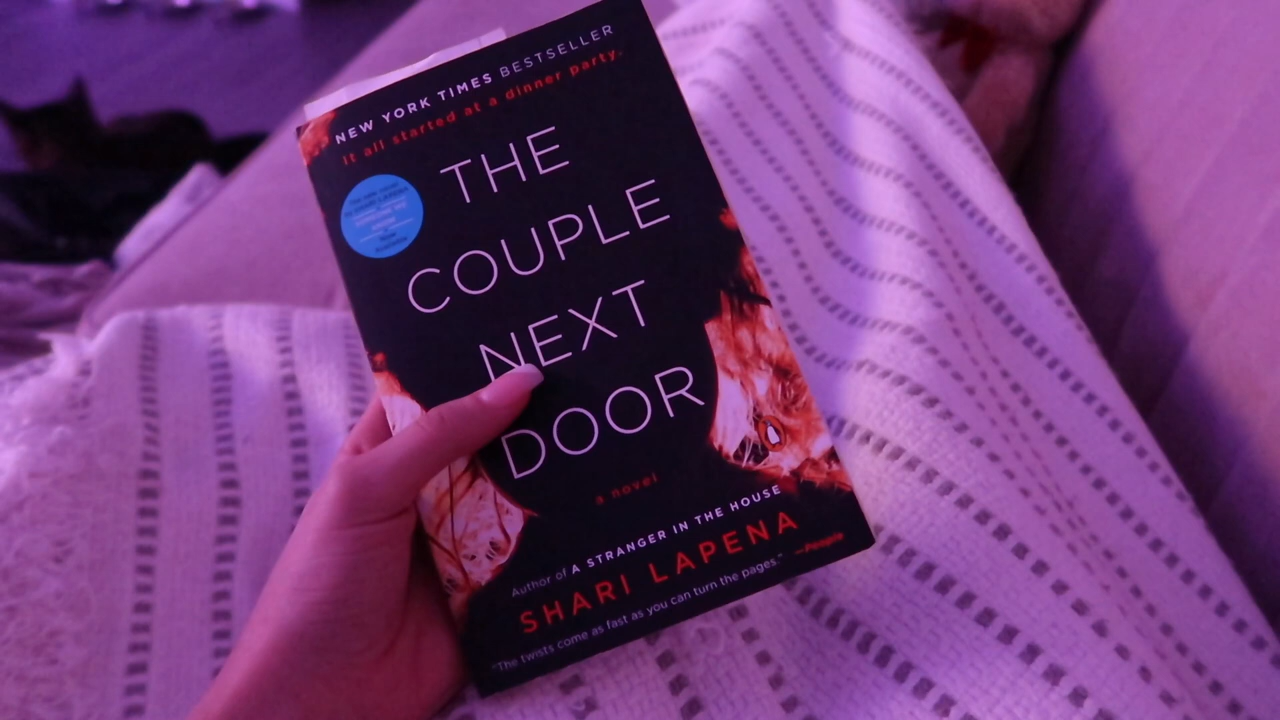 NEW YORK TIMES BESTSELLER
It all started at a dinner party.
THE
COUPLE
NEXT
DOOR
a novel
Author of A STRANGER IN THE HOUSE
SHARI LAPENA
"The twists come as fast as you can turn the pages." —People